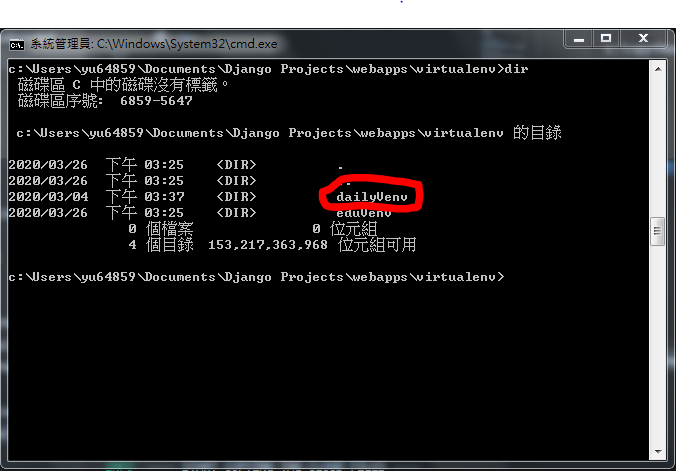 系統管理員: C:\Windows\System32\cmd.exe
c:\Users\yu64859\Documents\Django Projects\webapps\virtualenv>dir
磁碟區 C 中的磁碟沒有標籤。
磁碟區序號: 6859-5647
c:\Users\yu64859\Documents\Django Projects\webapps\virtualenv 的目錄
2020/03/26 下午 03:25 <DIR> .
2020/03/26 下午 03:25 <DIR> ..
2020/03/04 下午 03:37 <DIR> dailyVenv
2020/03/26 下午 03:25 <DIR> eduVenv
0 個檔案 0 位元組
4 個目錄 153,217,363,968 位元組可用
c:\Users\yu64859\Documents\Django Projects\webapps\virtualenv>